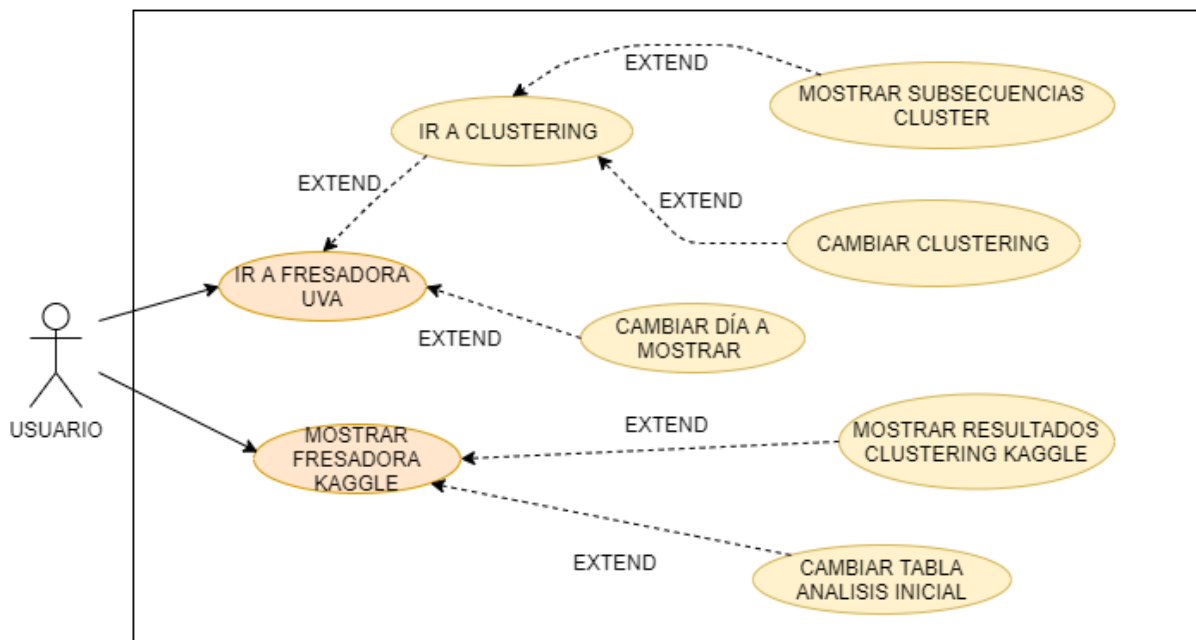 EXTEND
MOSTRAR SUBSECUENCIAS
CLUSTER
IR A CLUSTERING
EXTEND
EXTEND
CAMBIAR CLUSTERING
IR A FRESADORA
UVA
EXTEND
CAMBIAR DÍA A
MOSTRAR
USUARIO
MOSTRAR
FRESADORA
KAGGLE
EXTEND
MOSTRAR RESULTADOS
CLUSTERING KAGGLE
EXTEND
CAMBIAR TABLA
ANALISIS INICIAL